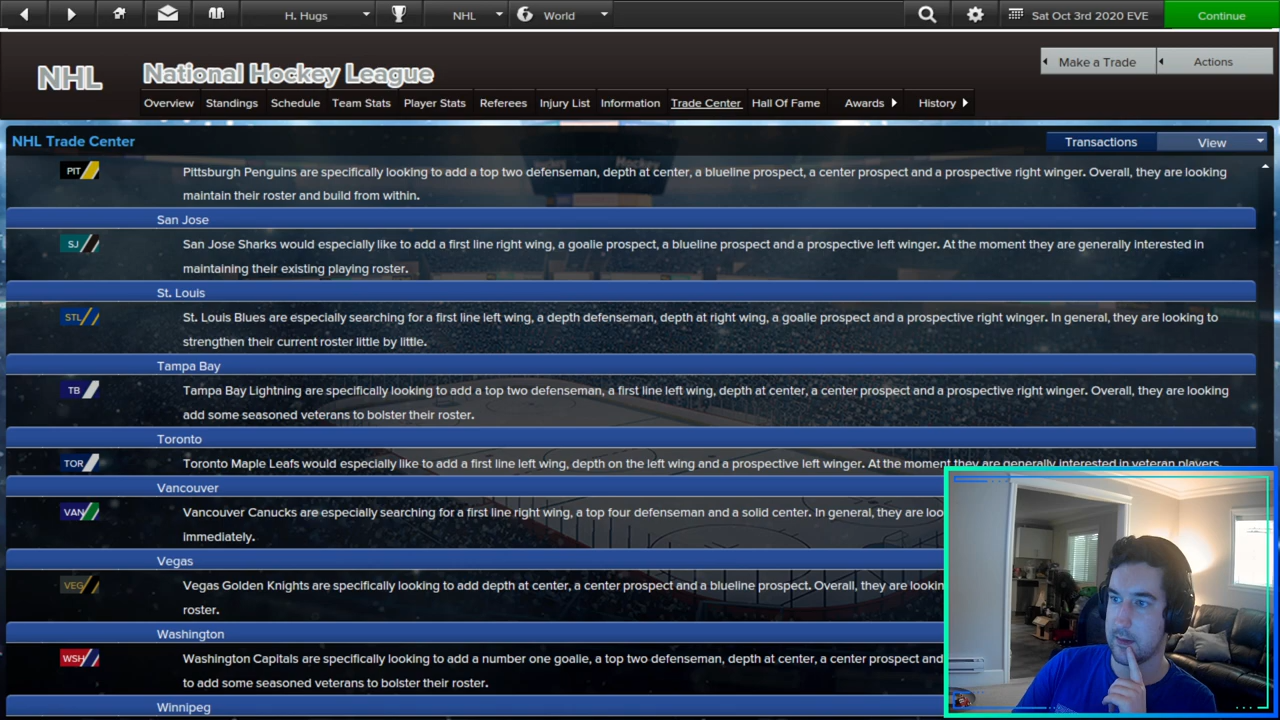 H. Hugs NHL World Sat Oct 3rd 2020 EVE Continue
NHL National Hockey League Make a Trade Actions
Overview Standings Schedule Team Stats Player Stats Referees Injury List Information Trade Center Hall Of Fame Awards History
NHL Trade Center Transactions View
PIT Pittsburgh Penguins are specifically looking to add a top two defenseman, depth at center, a blueline prospect, a center prospect and a prospective right winger. Overall, they are looking
maintain their roster and build from within.
San Jose
SJ San Jose Sharks would especially like to add a first line right wing, a goalie prospect, a blueline prospect and a prospective left winger. At the moment they are generally interested in
maintaining their existing playing roster.
St. Louis
STL St. Louis Blues are especially searching for a first line left wing, a depth defenseman, depth at right wing, a goalie prospect and a prospective right winger. In general, they are looking to
strengthen their current roster little by little.
Tampa Bay
TB Tampa Bay Lightning are specifically looking to add a top two defenseman, a first line left wing, depth at center, a center prospect and a prospective right winger. Overall, they are looking
add some seasoned veterans to bolster their roster.
Toronto
TOR Toronto Maple Leafs would especially like to add a first line left wing, depth on the left wing and a prospective left winger. At the moment they are generally interested in veteran players.
Vancouver
VAN Vancouver Canucks are especially searching for a first line right wing, a top four defenseman and a solid center. In general, they are loo
immediately.
Vegas
VEG Vegas Golden Knights are specifically looking to add depth at center, a center prospect and a blueline prospect. Overall, they are lookin
roster.
Washington
WSH Washington Capitals are specifically looking to add a number one goalie, a top two defenseman, depth at center, a center prospect and
to add some seasoned veterans to bolster their roster.
Winnipeg